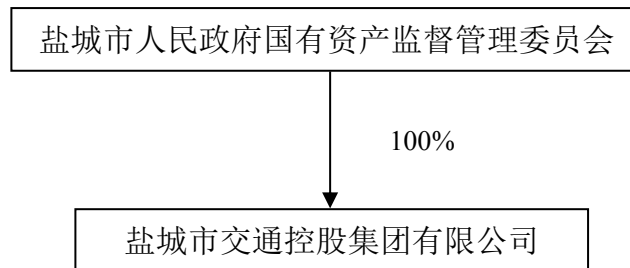 盐城市人民政府国有资产监督管理委员会
100%
盐城市交通控股集团有限公司